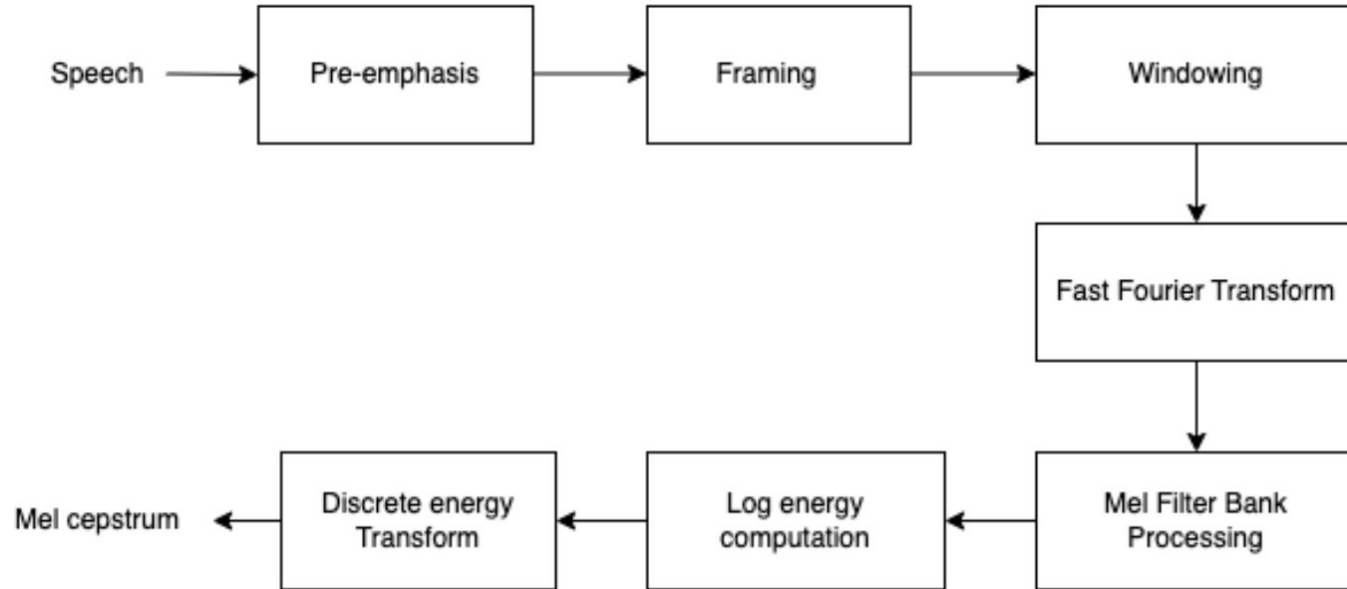 Speech
Pre-emphasis
Framing
Windowing
Fast Fourier Transform
Mel Filter Bank
Processing
Log energy
computation
Discrete energy
Transform
Mel cepstrum